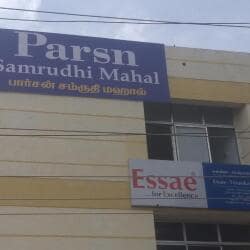 Parsn
Samrudhi Mahal
பார்சன் சம்ருதி மஹால்
Essae
...for Excellence